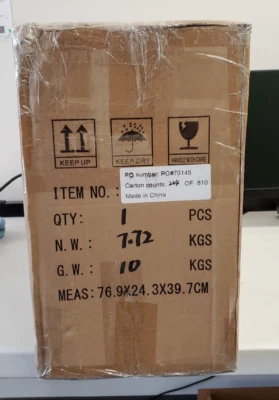 KEEP UP KEEP DRY HANDLE WITH CARE
PO number: PO#70145
Carton counts: OF 810
Made in China
ITEM NO.:
QTY: 1 PCS
N.W.: 7.72 KGS
G.W.: 10 KGS
MEAS: 76.9X24.3X39.7CM